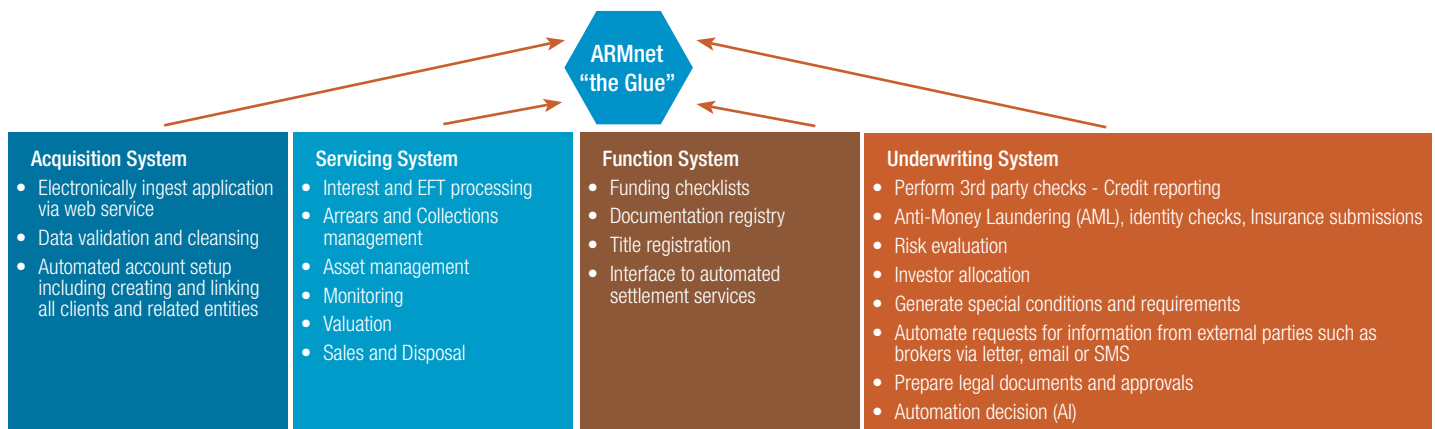 ARMnet
“the Glue”
Acquisition System
• Electronically ingest application
via web service
• Data validation and cleansing
• Automated account setup
including creating and linking
all clients and related entities
Servicing System
• Interest and EFT processing
• Arrears and Collections
management
• Asset management
• Monitoring
• Valuation
• Sales and Disposal
Function System
• Funding checklists
• Documentation registry
• Title registration
• Interface to automated
settlement services
Underwriting System
• Perform 3rd party checks - Credit reporting
• Anti-Money Laundering (AML), identity checks, Insurance submissions
• Risk evaluation
• Investor allocation
• Generate special conditions and requirements
• Automate requests for information from external parties such as
brokers via letter, email or SMS
• Prepare legal documents and approvals
• Automation decision (AI)